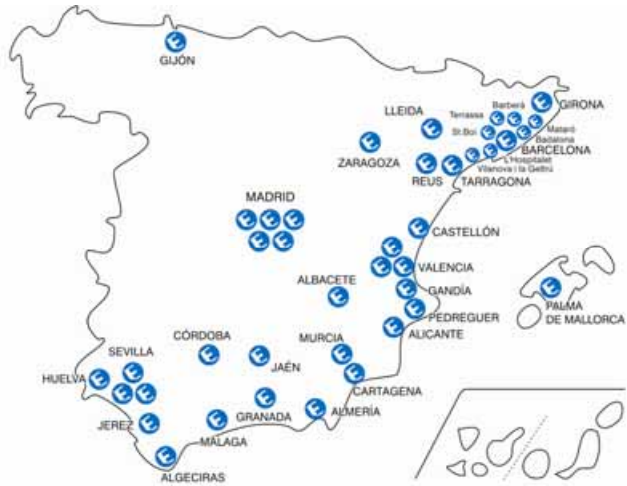 GIJÓN
LLEIDA
Barberà
GIRONA
Terrassa
St.Boi
Mataró
Badalona
BARCELONA
ZARAGOZA
Hospitalet
Vilanova i la Geltrú
REUS
TARRAGONA
MADRID
CASTELLÓN
VALENCIA
ALBACETE
GANDÍA
PALMA
DE MALLORCA
PEDREGUER
ALICANTE
CÓRDOBA
MURCIA
SEVILLA
JAÉN
HUELVA
CARTAGENA
JEREZ
GRANADA
ALMERÍA
MÁLAGA
ALGECIRAS